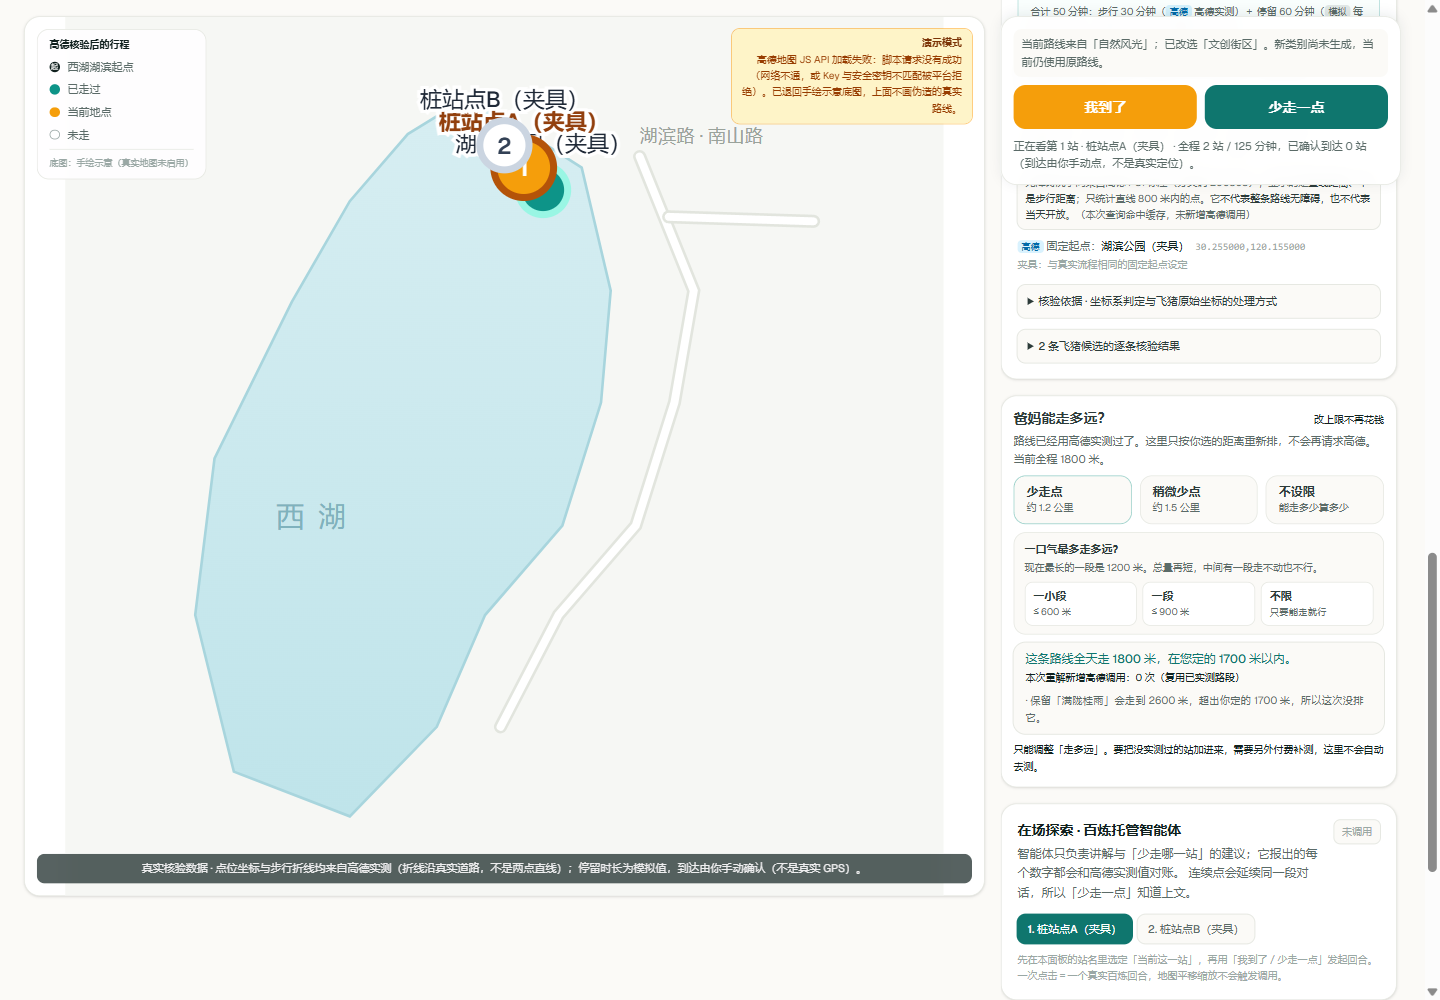 高德核验后的行程
起 西湖湖滨起点
已走过
当前地点
未走
底图：手绘示意（真实地图未启用）
桩站点B（夹具）
桩站点A（夹具）
湖（夹具）
2
1
湖滨路 · 南山路
西 湖
演示模式
高德地图 JS API 加载失败：脚本请求没有成功
（网络不通，或 Key 与安全密钥不匹配被平台拒
绝）。已退回手绘示意底图，上面不画伪造的真实
路线。
真实核验数据 · 点位坐标与步行折线均来自高德实测（折线沿真实道路，不是两点直线）；停留时长为模拟值，到达由你手动确认（不是真实 GPS）。
合计 50 分钟：步行 30 分钟（高德 高德实测）+ 停留 60 分钟（模拟 每
当前路线来自「自然风光」；已改选「文创街区」。新类别尚未生成，当
前仍使用原路线。
我到了
少走一点
正在看第 1 站 · 桩站点A（夹具） · 全程 2 站 / 125 分钟，已确认到达 0 站
（到达由你手动点，不是真实定位）。
是步行距离；只统计直线 800 米内的点。它不代表整条路线无障碍，也不代表
当天开放。（本次查询命中缓存，未新增高德调用）
高德 固定起点：湖滨公园（夹具） 30.255000,120.155000
夹具：与真实流程相同的固定起点设定
▶ 核验依据 · 坐标系判定与飞猪原始坐标的处理方式
▶ 2 条飞猪候选的逐条核验结果
爸妈能走多远？
改上限不再花钱
路线已经用高德实测过了。这里只按你选的距离重新排，不会再请求高德。
当前全程 1800 米。
少走点
约 1.2 公里
稍微少点
约 1.5 公里
不设限
能走多少算多少
一口气最多走多远？
现在最长的一段是 1200 米。总量再短，中间有一段走不动也不行。
一小段
≤ 600 米
一段
≤ 900 米
不限
只要能走就行
这条路线全天走 1800 米，在您定的 1700 米以内。
本次重解新增高德调用：0 次（复用已实测路段）
· 保留「满陇桂雨」会走到 2600 米，超出你定的 1700 米，所以这次没排
它。
只能调整「走多远」。要把没实测过的站加进来，需要另外付费补测，这里不会自动
去测。
在场探索 · 百炼托管智能体
未调用
智能体只负责讲解与「少走哪一站」的建议；它报出的每
个数字都会和高德实测值对账。 连续点会延续同一段对
话，所以「少走一点」知道上文。
1. 桩站点A（夹具）
2. 桩站点B（夹具）
先在本面板的站名里选定「当前这一站」，再用「我到了 / 少走一点」发起回合。
一次点击 = 一个真实百炼回合，地图平移缩放不会触发调用。